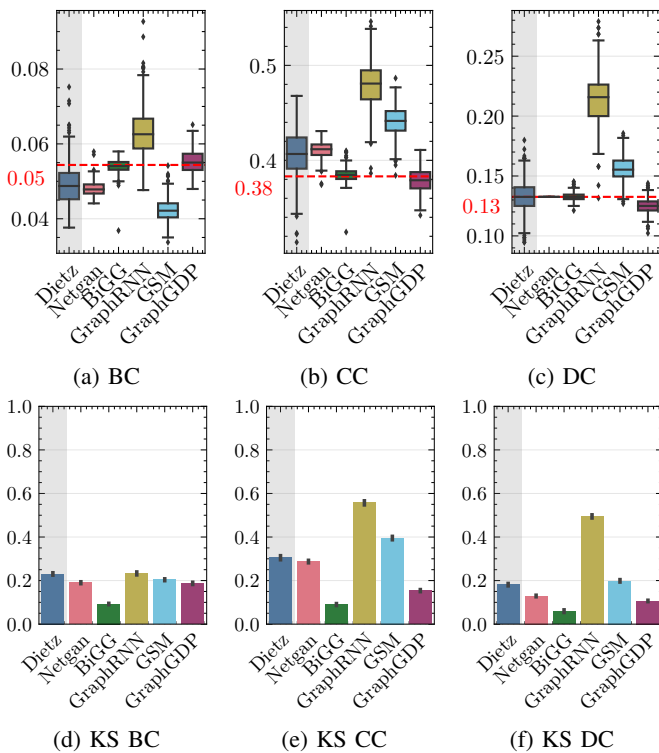 0.08
0.06
0.05
0.04
Dietz
Netgan
BiGG
GraphRNN
GSM
GraphGDP
(a) BC
0.5
0.4
0.38
Dietz
Netgan
BiGG
GraphRNN
GSM
GraphGDP
(b) CC
0.25
0.20
0.15
0.13
0.10
Dietz
Netgan
BiGG
GraphRNN
GSM
GraphGDP
(c) DC
1.0
0.8
0.6
0.4
0.2
0.0
Dietz
Netgan
BiGG
GraphRNN
GSM
GraphGDP
(d) KS BC
1.0
0.8
0.6
0.4
0.2
0.0
Dietz
Netgan
BiGG
GraphRNN
GSM
GraphGDP
(e) KS CC
1.0
0.8
0.6
0.4
0.2
0.0
Dietz
Netgan
BiGG
GraphRNN
GSM
GraphGDP
(f) KS DC